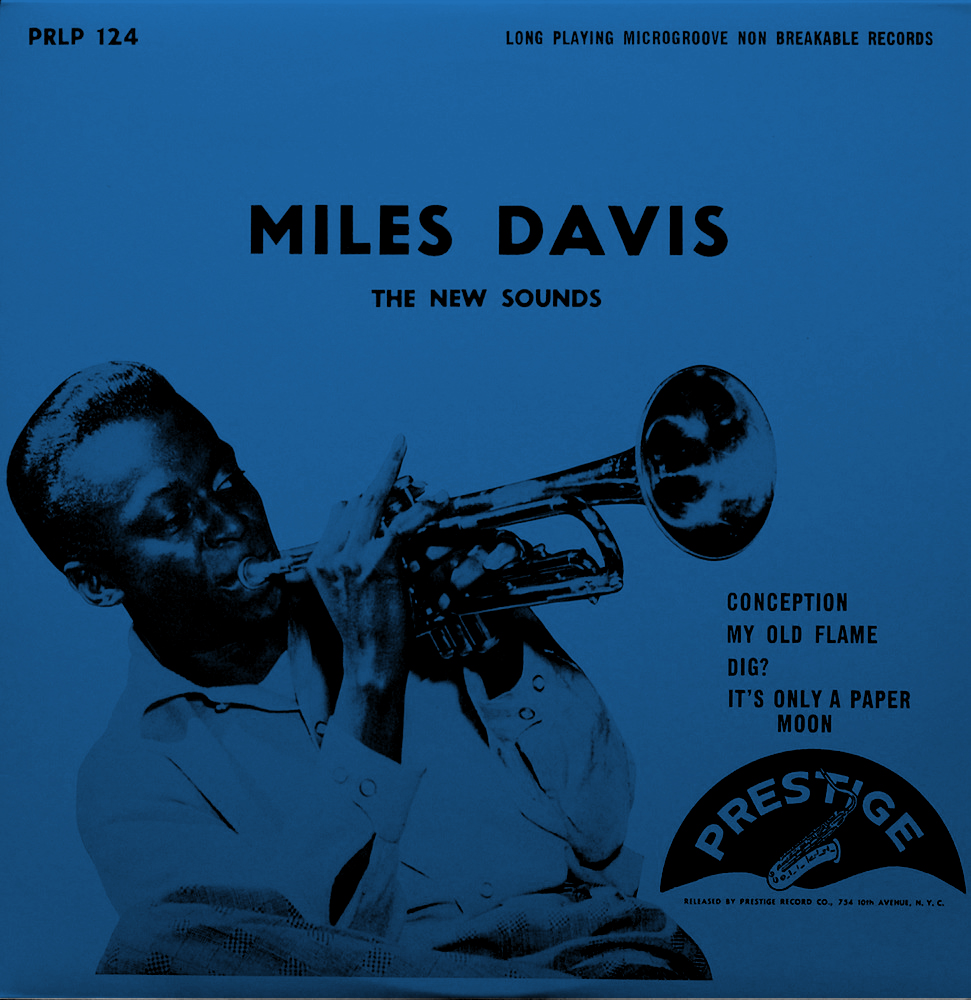 PRLP 124
LONG PLAYING MICROGROOVE NON BREAKABLE RECORDS
MILES DAVIS
THE NEW SOUNDS
CONCEPTION
MY OLD FLAME
DIG?
IT'S ONLY A PAPER
MOON
PRESTIGE
RELEASED BY PRESTIGE RECORD CO., 754 10th AVENUE, N. Y. C.